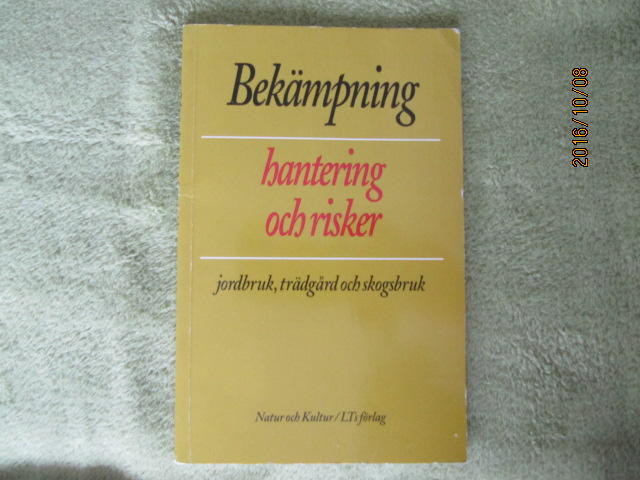 Bekämpning
hantering
och risker
jordbruk, trädgård och skogsbruk
Natur och Kultur / LTs förlag
2016/10/08